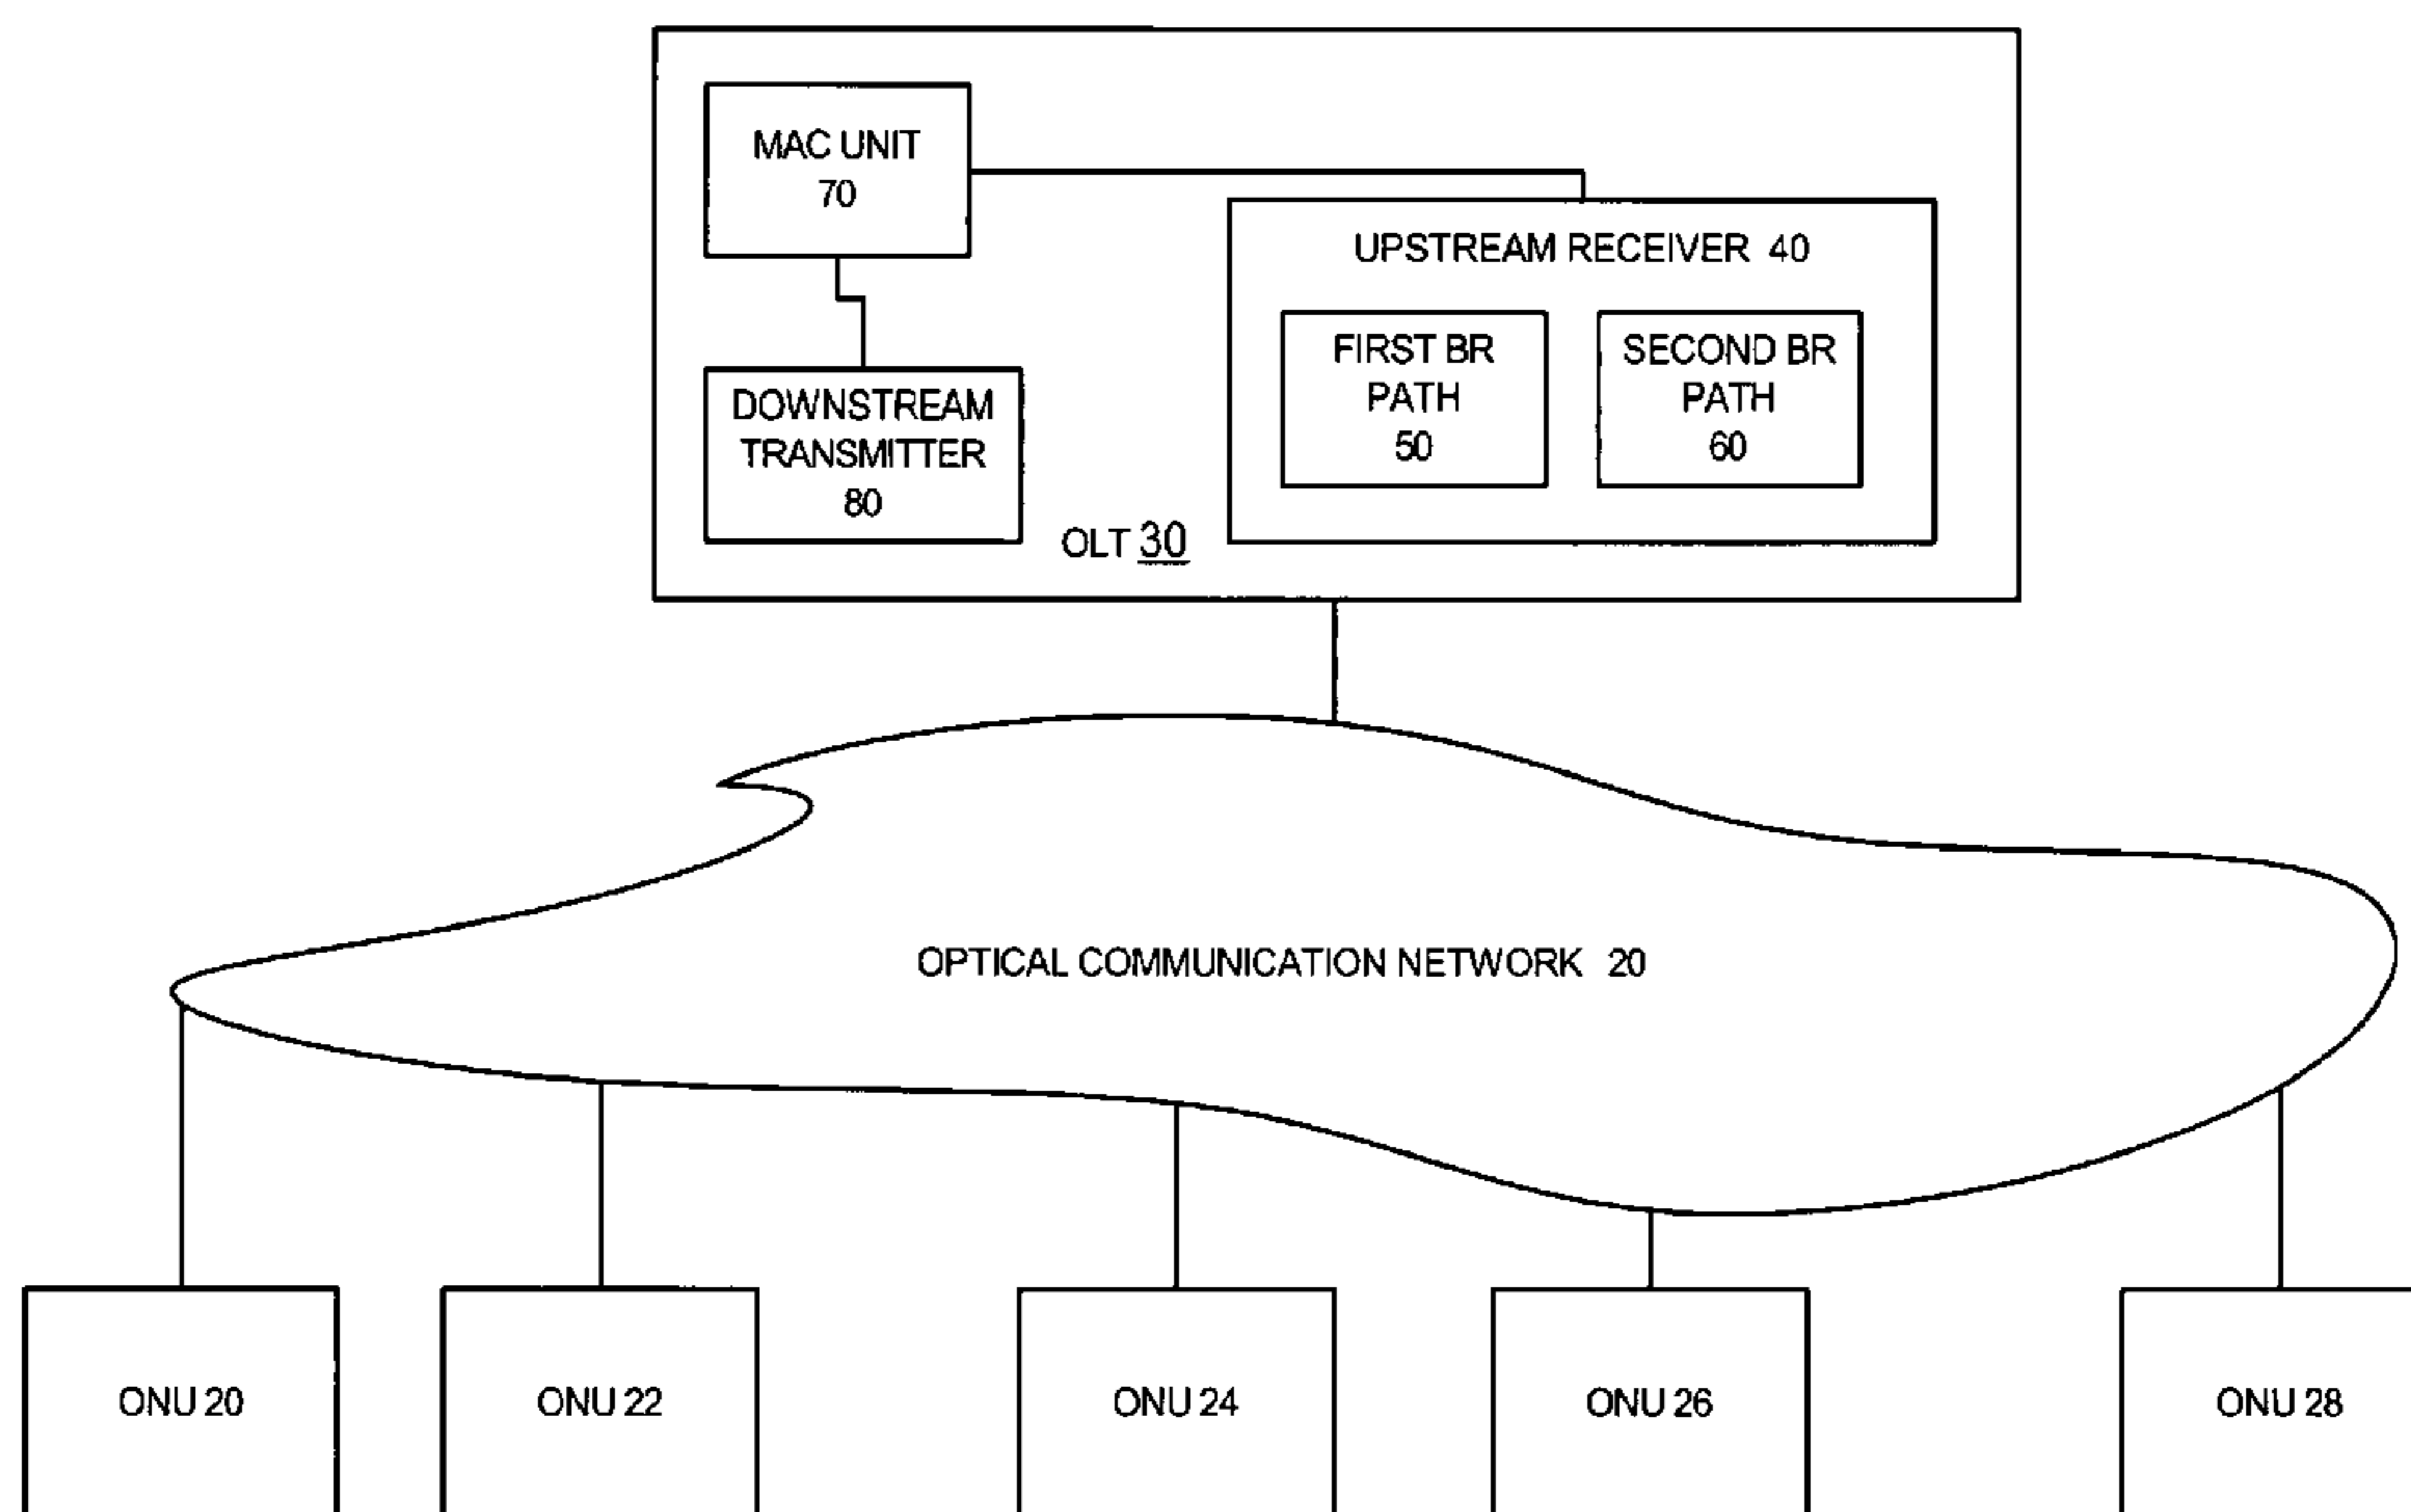 MAC UNIT
70
UPSTREAM RECEIVER 40
FIRST BR
PATH
50
SECOND BR
PATH
60
DOWNSTREAM
TRANSMITTER
80
OLT 30
OPTICAL COMMUNICATION NETWORK 20
ONU 20
ONU 22
ONU 24
ONU 26
ONU 28